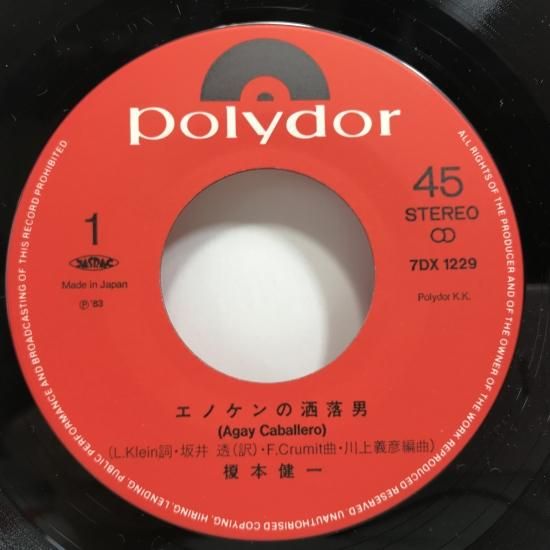 polydor
1
JASRAC
Made in Japan
℗'83
45
STEREO
7DX 1229
Polydor K.K.
エノケンの洒落男
(Agay Caballero)
(L.Klein詞・坂井 透(訳)・F.Crumit曲・川上義彦編曲)
榎本健一
ALL RIGHTS OF THE PRODUCER AND OF THE OWNER OF THE WORK REPRODUCED RESERVED. UNAUTHORISED COPYING, HIRING, LENDING, PUBLIC PERFORMANCE AND BROADCASTING OF THIS RECORD PROHIBITED